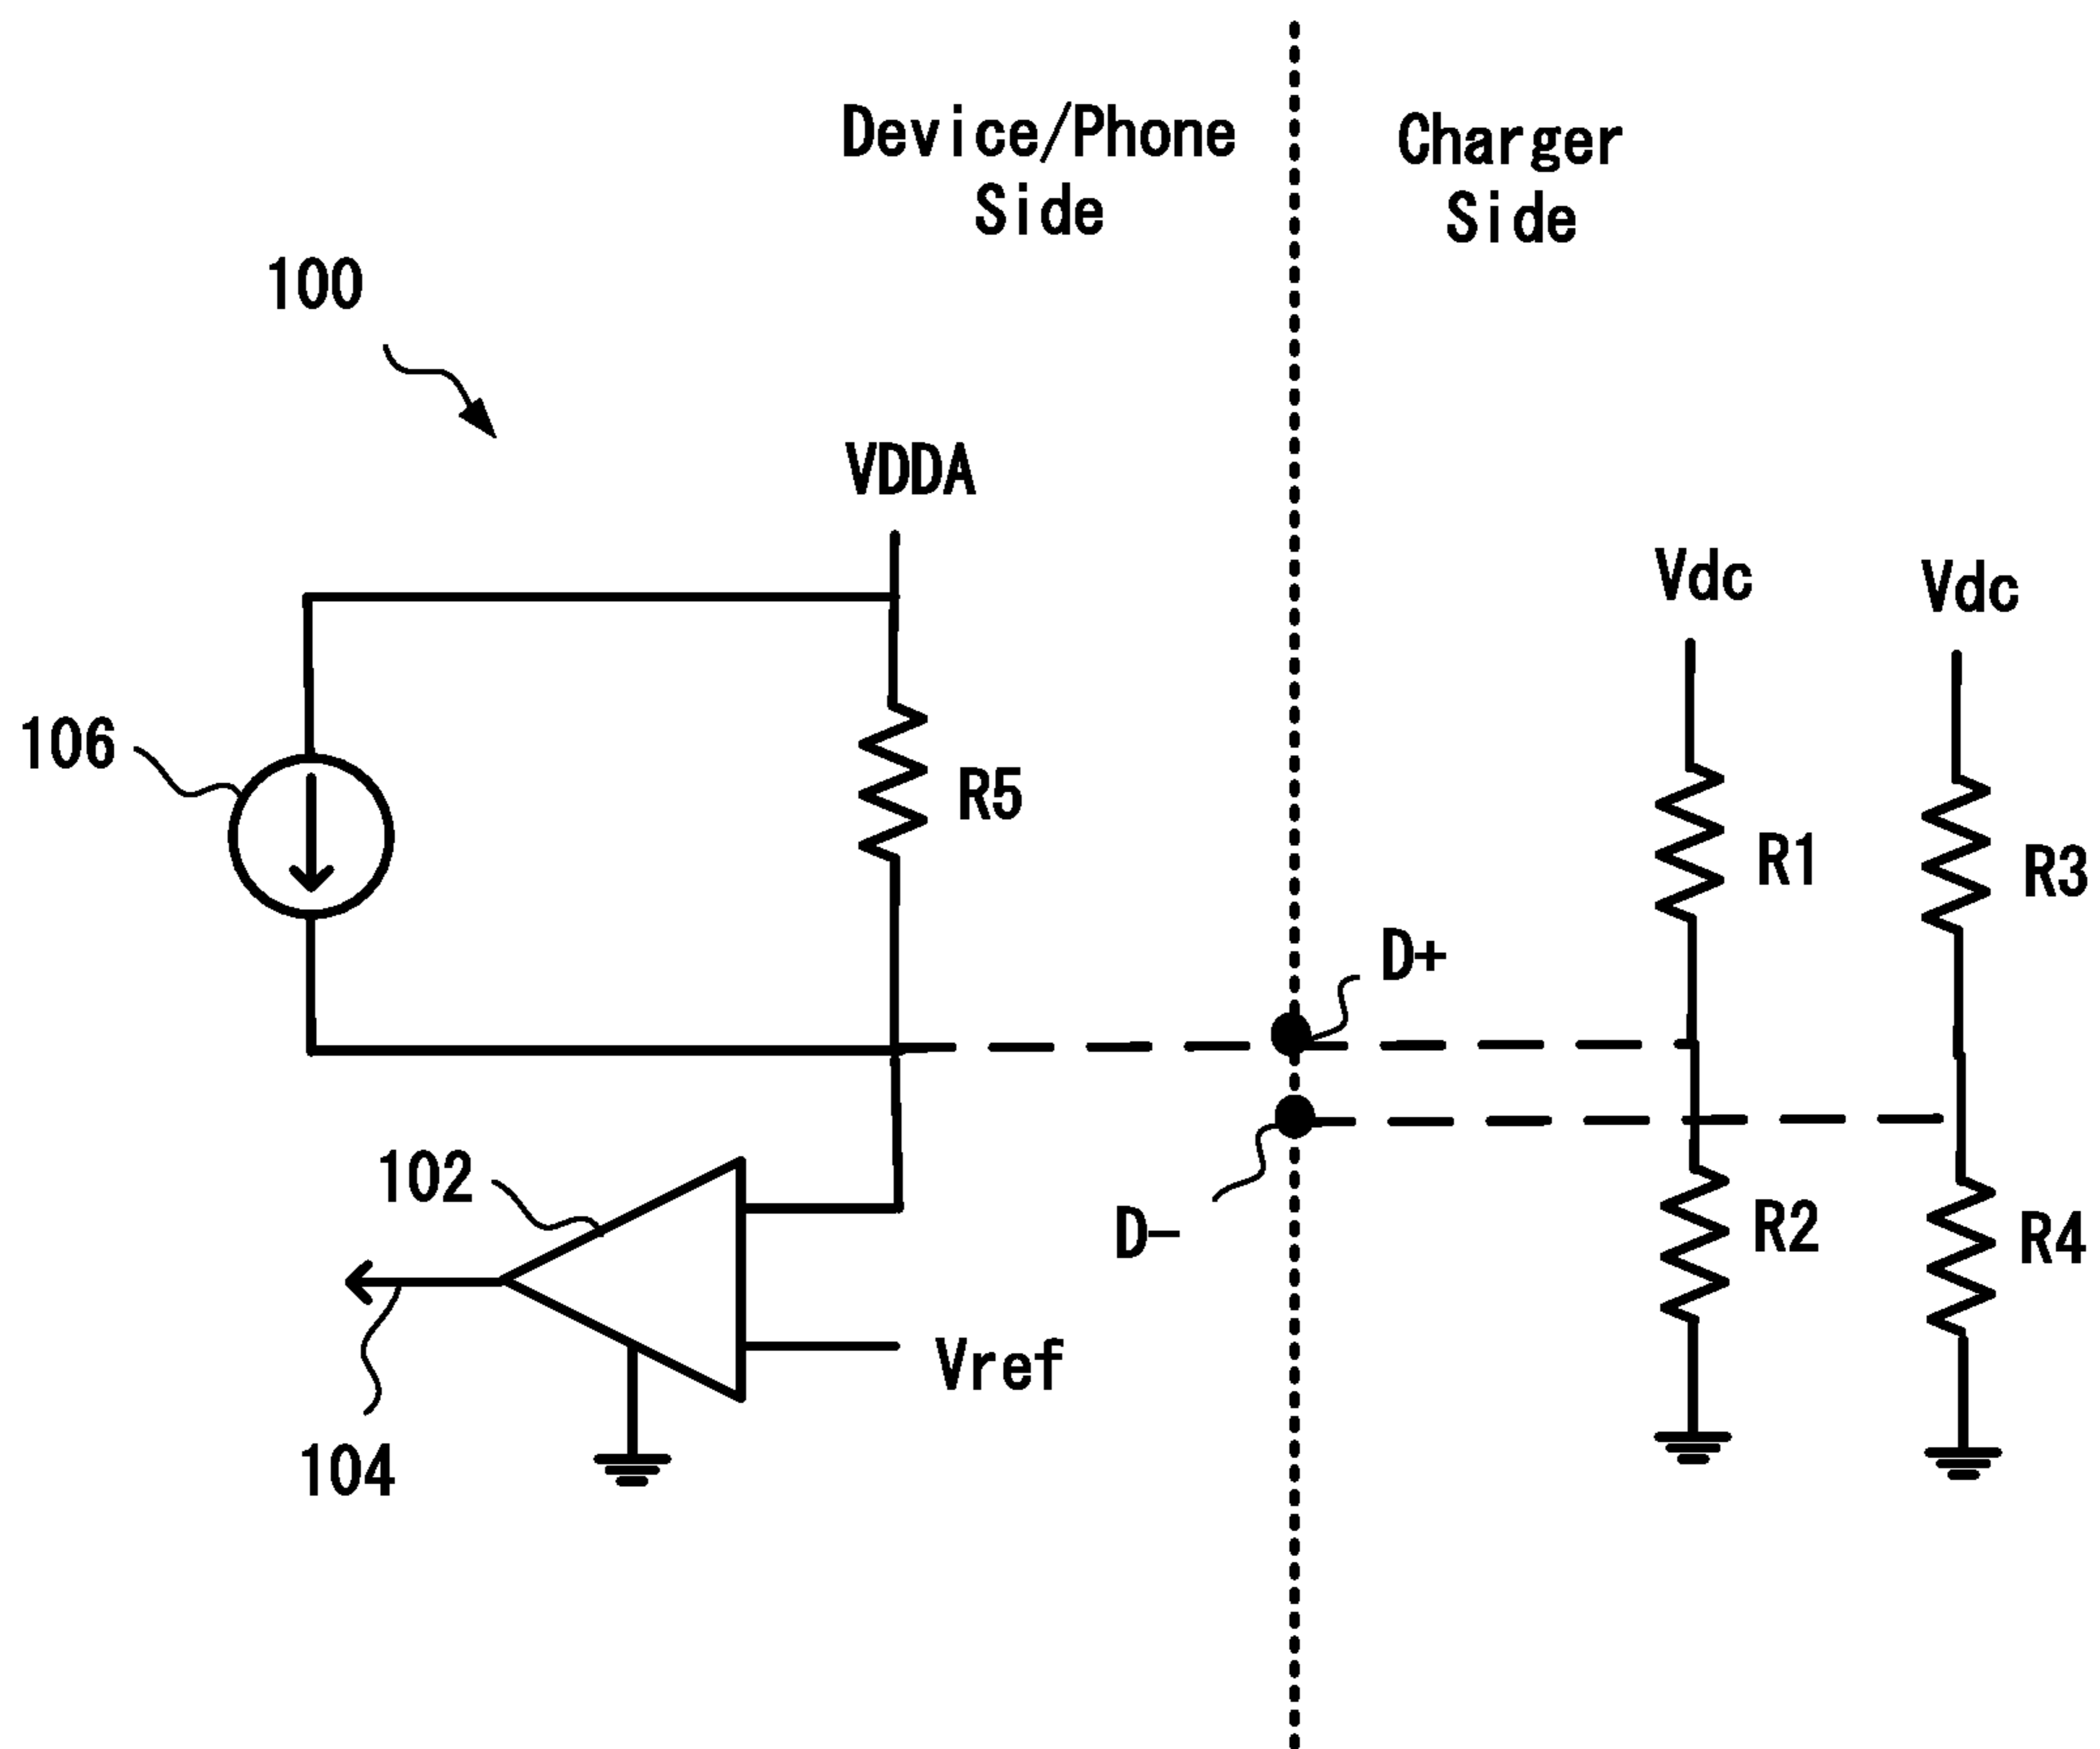 Device/Phone
Side
Charger
Side
100
VDDA
Vdc
Vdc
106
R5
R1
R3
D+
102
D-
R2
R4
Vref
104